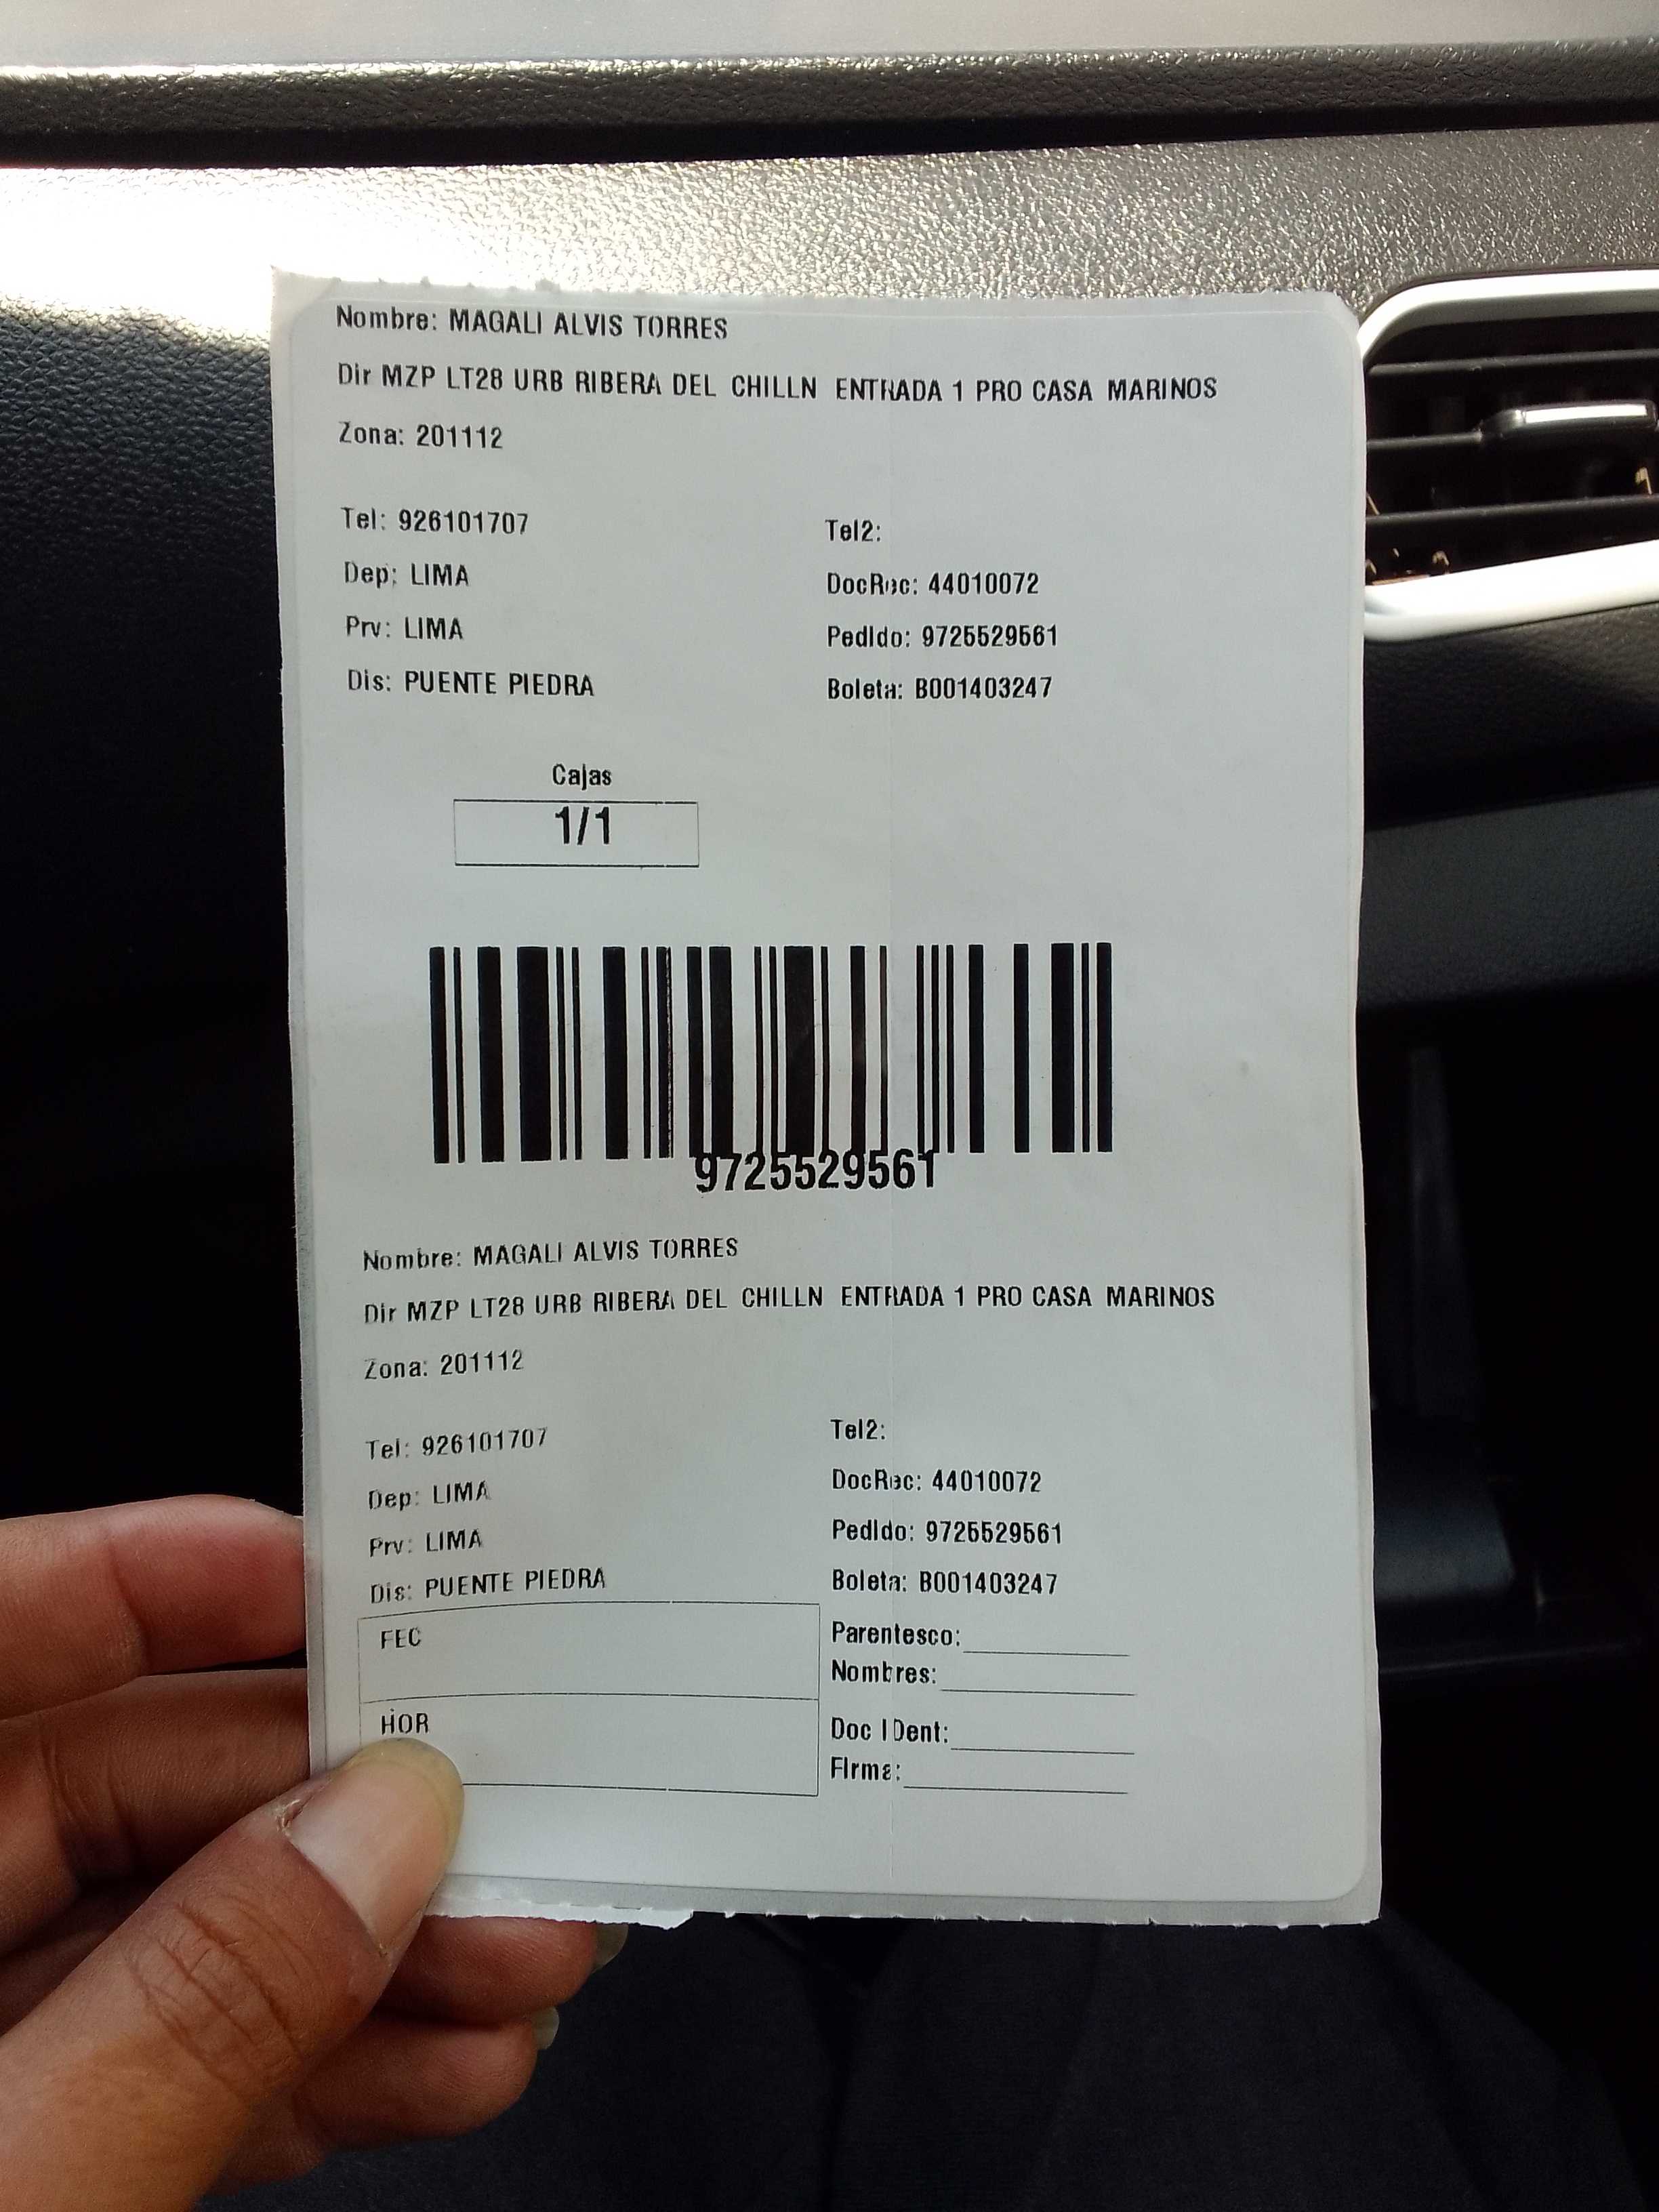 Nombre: MAGALI ALVIS TORRES
Dir MZP LT28 URB RIBERA DEL CHILLN ENTRADA 1 PRO CASA MARINOS
Zona: 201112
Tel: 926101707 Tel2:
Dep: LIMA DocRec: 44010072
Prv: LIMA Pedido: 9725529561
Dis: PUENTE PIEDRA Boleta: B001403247
Cajas
1/1
9725529561
Nombre: MAGALI ALVIS TORRES
Dir MZP LT28 URB RIBERA DEL CHILLN ENTRADA 1 PRO CASA MARINOS
Zona: 201112
Tel: 926101707 Tel2:
Dep: LIMA DocRec: 44010072
Prv: LIMA Pedido: 9725529561
Dis: PUENTE PIEDRA Boleta: B001403247
FEC Parentesco:
Nombres:
HOR Doc IDent:
Firma: